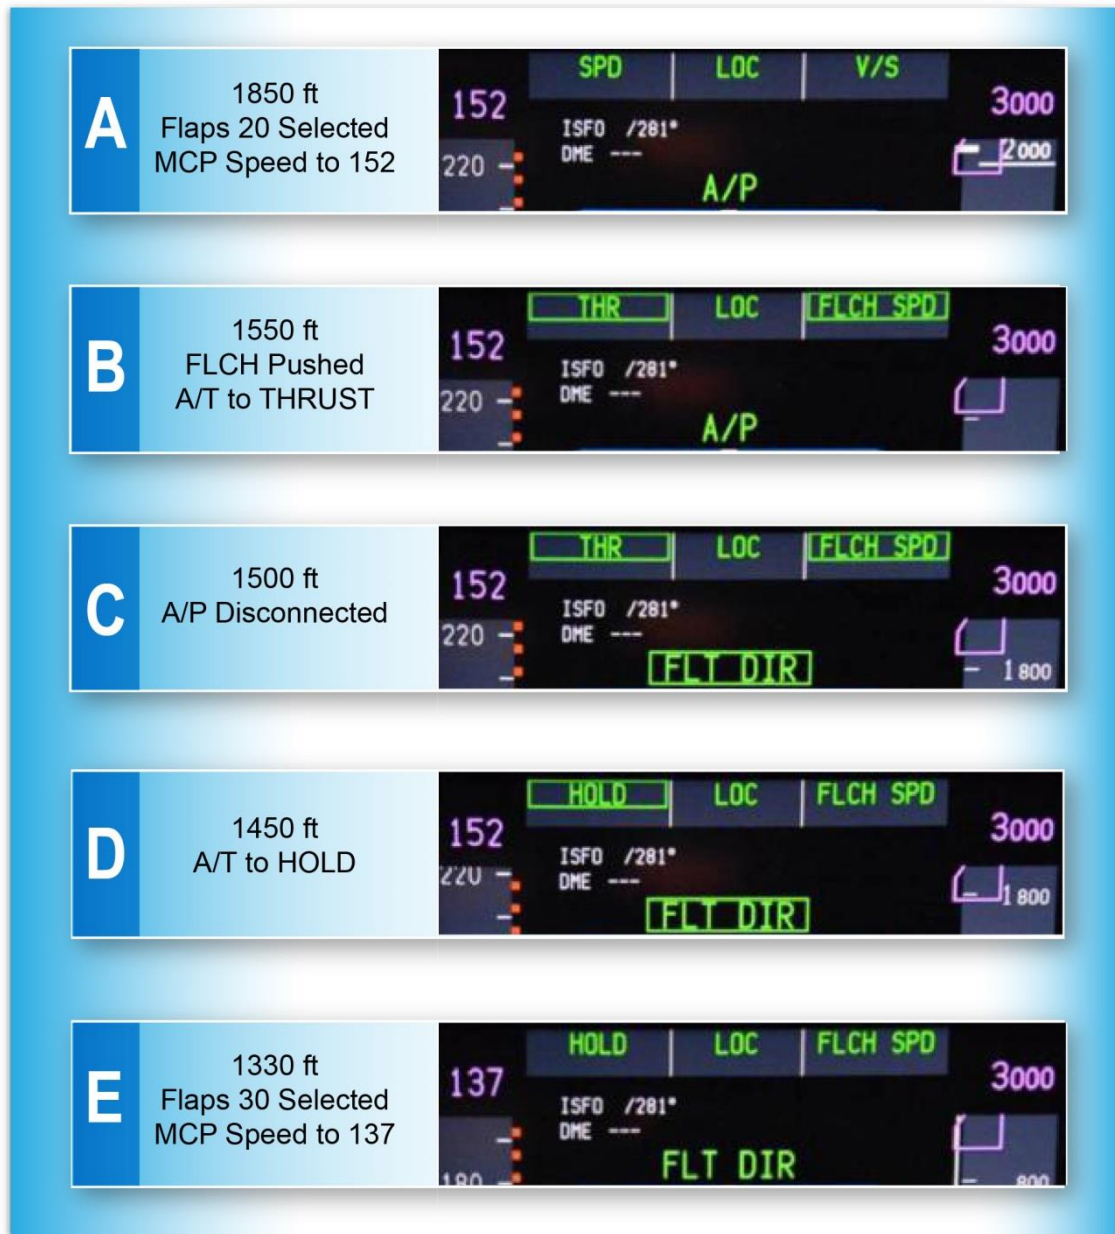 A
1850 ft
Flaps 20 Selected
MCP Speed to 152
SPD LOC V/S
152 3000
ISFO /281°
DME ---
220 2000
A/P
B
1550 ft
FLCH Pushed
A/T to THRUST
THR LOC FLCH SPD
152 3000
ISFO /281°
DME ---
220
A/P
C
1500 ft
A/P Disconnected
THR LOC FLCH SPD
152 3000
ISFO /281°
DME ---
220
FLT DIR 1800
D
1450 ft
A/T to HOLD
HOLD LOC FLCH SPD
152 3000
ISFO /281°
220 DME --- 1800
FLT DIR
E
1330 ft
Flaps 30 Selected
MCP Speed to 137
HOLD LOC FLCH SPD
137 3000
ISFO /281°
DME ---
FLT DIR
180 800